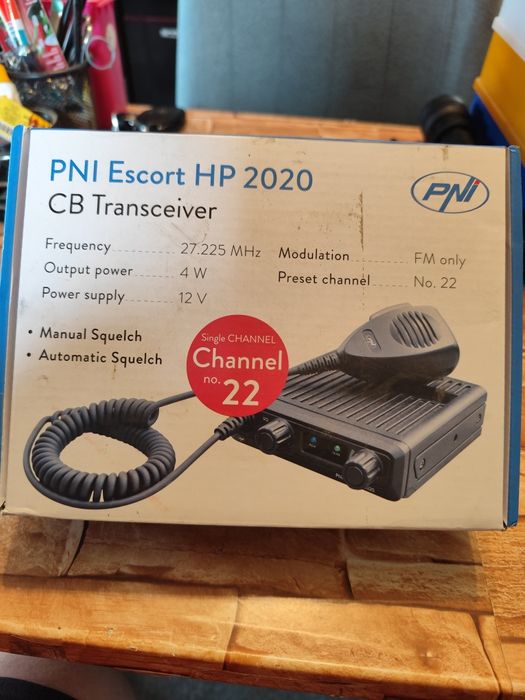 PNI Escort HP 2020
CB Transceiver
PNI
Frequency 27.225 MHz
Output power 4 W
Power supply 12 V
Modulation FM only
Preset channel No. 22
• Manual Squelch
• Automatic Squelch
Single CHANNEL
Channel
no. 22